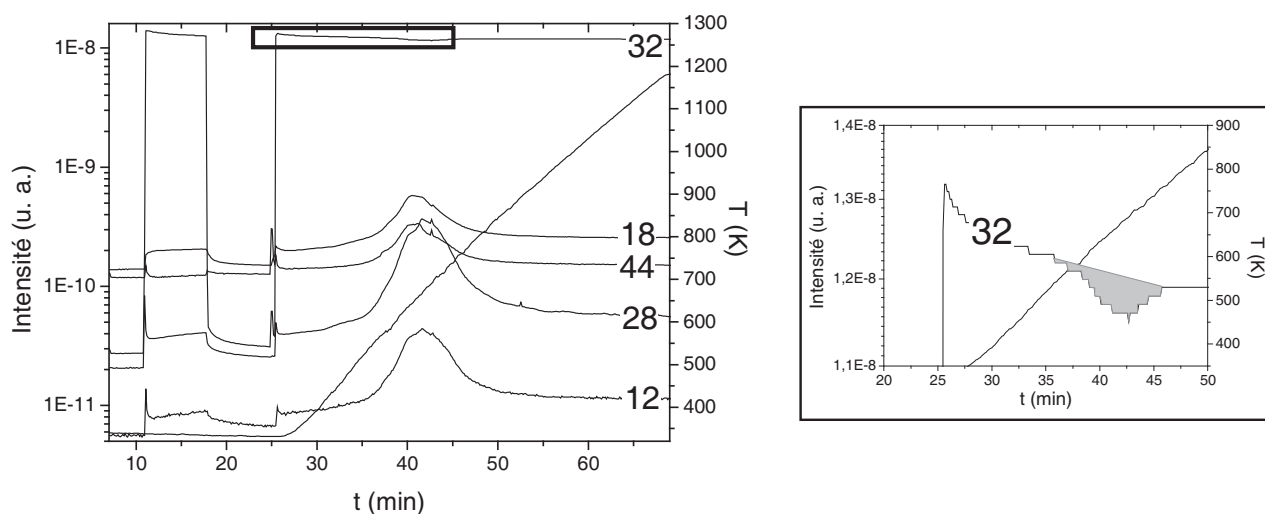 1E-8
1E-9
1E-10
1E-11
Intensité (u. a.)
10 20 30 40 50 60
t (min)
1300
1200
1100
1000
900
800
700
600
500
400
T (K)
32
18
44
28
12
1,4E-8
1,3E-8
1,2E-8
1,1E-8
Intensité (u. a.)
32
20 25 30 35 40 45 50
t (min)
900
800
700
600
500
400
T (K)